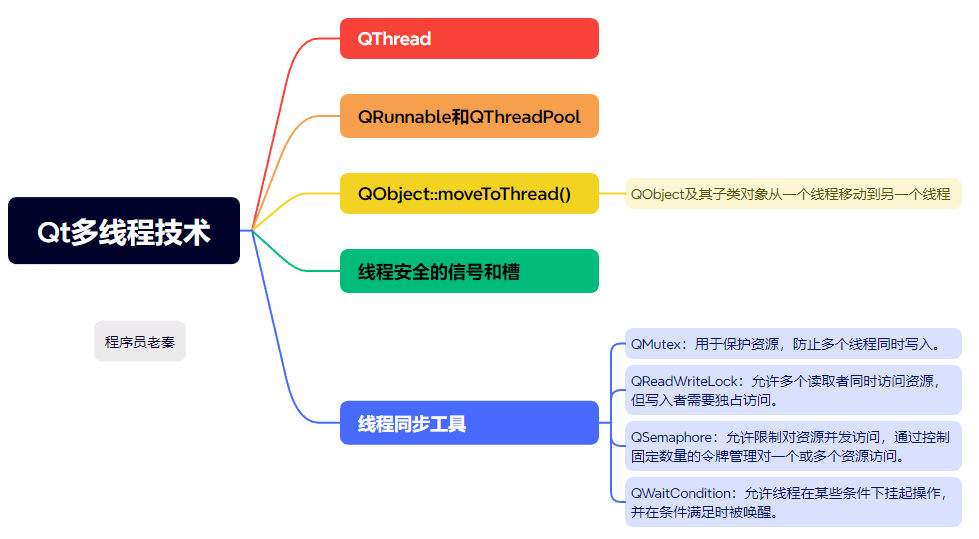 Qt多线程技术
程序员老秦
QThread
QRunnable和QThreadPool
QObject::moveToThread()
QObject及其子类对象从一个线程移动到另一个线程
线程安全的信号和槽
线程同步工具
QMutex：用于保护资源，防止多个线程同时写入。
QReadWriteLock：允许多个读取者同时访问资源，
但写入者需要独占访问。
QSemaphore：允许限制对资源并发访问，通过控制
固定数量的令牌管理对一个或多个资源访问。
QWaitCondition：允许线程在某些条件下挂起操作，
并在条件满足时被唤醒。